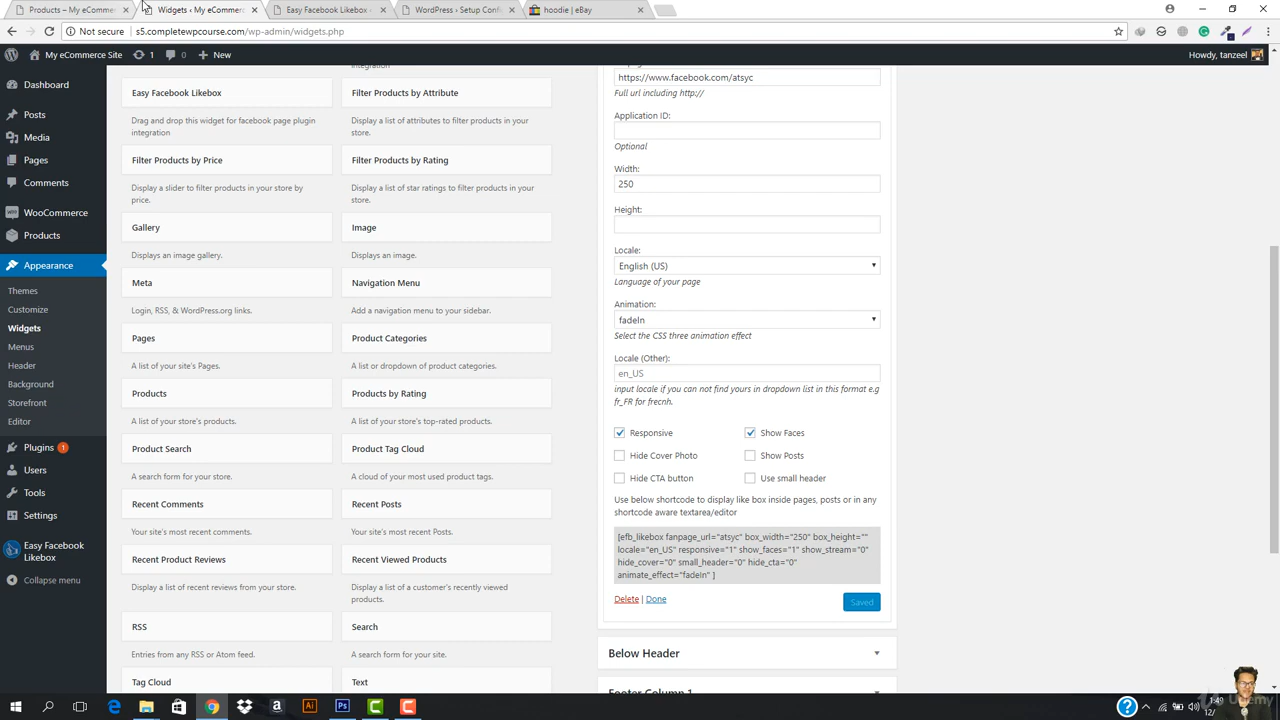 Products – My eCommerc
Widgets ‹ My eCommerc
Easy Facebook Likebox
WordPress › Setup Confi
hoodie | eBay
Not secure
s5.completewpcourse.com/wp-admin/widgets.php
My eCommerce Site
1
0
New
Howdy, tanzeel
Dashboard
Posts
Media
Pages
Comments
WooCommerce
Products
Appearance
Themes
Customize
Widgets
Menus
Header
Background
Storefront
Editor
Plugins 1
Users
Tools
Settings
Easy Facebook
Likebox
Collapse menu
integration
Easy Facebook Likebox
Drag and drop this widget for facebook page plugin
integration
Filter Products by Attribute
Display a list of attributes to filter products in your
store.
Filter Products by Price
Display a slider to filter products in your store by
price.
Filter Products by Rating
Display a list of star ratings to filter products in your
store.
Gallery
Displays an image gallery.
Image
Displays an image.
Meta
Login, RSS, & WordPress.org links.
Navigation Menu
Add a navigation menu to your sidebar.
Pages
A list of your site's Pages.
Product Categories
A list or dropdown of product categories.
Products
A list of your store's products.
Products by Rating
A list of your store's top-rated products.
Product Search
A search form for your store.
Product Tag Cloud
A cloud of your most used product tags.
Recent Comments
Your site's most recent comments.
Recent Posts
Your site's most recent Posts.
Recent Product Reviews
Display a list of recent reviews from your store.
Recent Viewed Products
Display a list of a customer's recently viewed
products.
RSS
Entries from any RSS or Atom feed.
Search
A search form for your site.
Tag Cloud
Text
https://www.facebook.com/atsyc
Full url including http://
Application ID:
Optional
Width:
250
Height:
Locale:
English (US)
Language of your page
Animation:
fadeIn
Select the CSS three animation effect
Locale (Other):
en_US
input locale if you can not find yours in dropdown list in this format e.g
fr_FR for frecnh.
Responsive
Show Faces
Hide Cover Photo
Show Posts
Hide CTA button
Use small header
Use below shortcode to display like box inside pages, posts or in any
shortcode aware textarea/editor
[efb_likebox fanpage_url="atsyc" box_width="250" box_height=""
locale="en_US" responsive="1" show_faces="1" show_stream="0"
hide_cover="0" small_header="0" hide_cta="0"
animate_effect="fadeIn" ]
Delete | Done
Saved
Below Header
Footer Column 1
Udemy